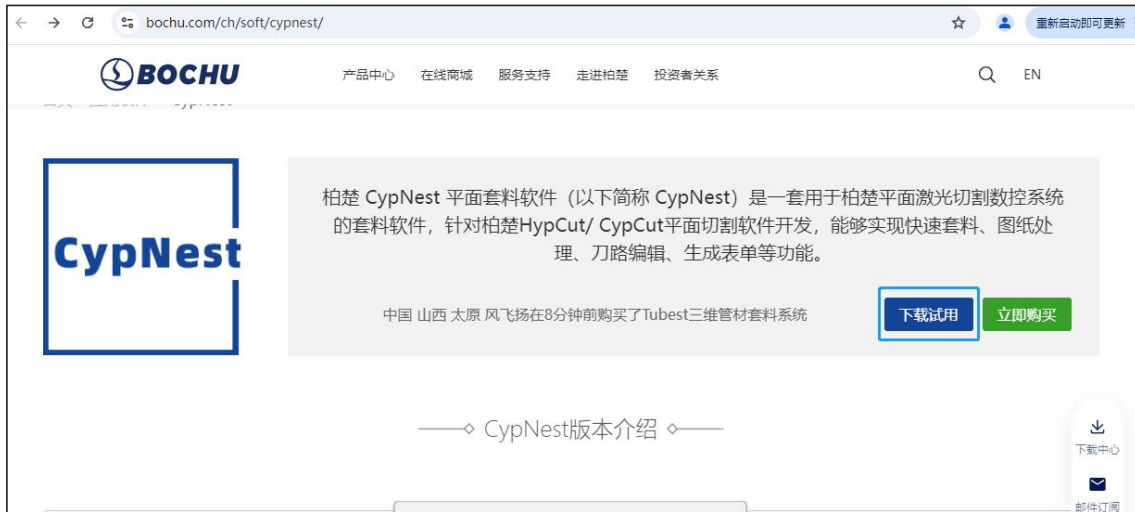 bochu.com/ch/soft/cypnest/
重新启动即可更新
BOCHU
产品中心 在线商城 服务支持 走进柏楚 投资者关系
EN
CypNest
柏楚 CypNest 平面套料软件（以下简称 CypNest）是一套用于柏楚平面激光切割数控系统
的套料软件，针对柏楚HypCut/ CypCut平面切割软件开发，能够实现快速套料、图纸处
理、刀路编辑、生成表单等功能。
中国 山西 太原 风飞扬在8分钟前购买了Tubest三维管材套料系统
下载试用
立即购买
CypNest版本介绍
下载中心
邮件订阅